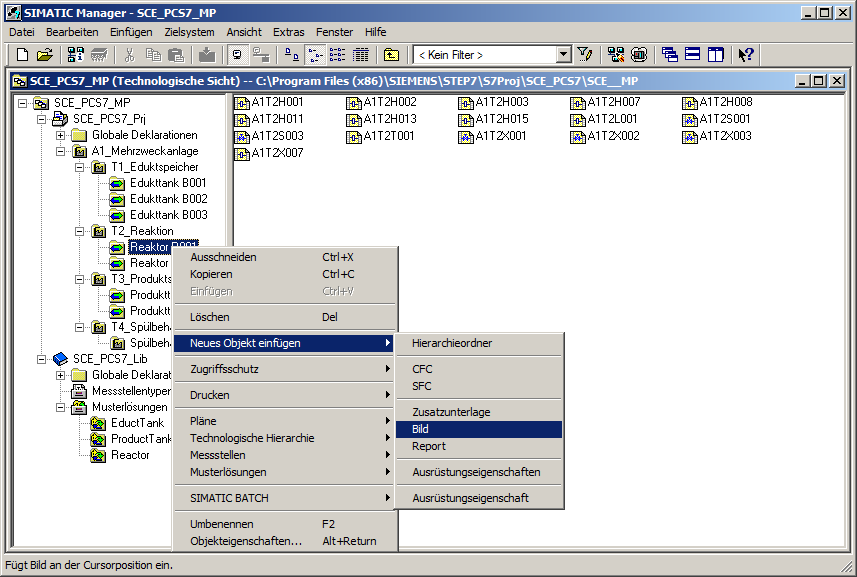 SIMATIC Manager - SCE_PCS7_MP
Datei Bearbeiten Einfügen Zielsystem Ansicht Extras Fenster Hilfe
< Kein Filter >
SCE_PCS7_MP (Technologische Sicht) -- C:\Program Files (x86)\SIEMENS\STEP7\S7Proj\SCE_PCS7\SCE__MP
SCE_PCS7_MP
SCE_PCS7_Prj
Globale Deklarationen
A1_Mehrzweckanlage
T1_Eduktspeicher
Edukttank B001
Edukttank B002
Edukttank B003
T2_Reaktion
Reaktor
Reaktor
T3_Produkts
Produktt
Produktt
T4_Spülbeh
Spülbeh
SCE_PCS7_Lib
Globale Deklarat
Messstellentypen
Musterlösungen
EductTank
ProductTank
Reactor
A1T2H001 A1T2H002 A1T2H003 A1T2H007 A1T2H008
A1T2H011 A1T2H013 A1T2H015 A1T2L001 A1T2S001
A1T2S003 A1T2T001 A1T2X001 A1T2X002 A1T2X003
A1T2X007
Ausschneiden Ctrl+X
Kopieren Ctrl+C
Einfügen Ctrl+V
Löschen Del
Neues Objekt einfügen
Zugriffsschutz
Drucken
Pläne
Technologische Hierarchie
Messstellen
Musterlösungen
SIMATIC BATCH
Umbenennen F2
Objekteigenschaften... Alt+Return
Hierarchieordner
CFC
SFC
Zusatzunterlage
Bild
Report
Ausrüstungseigenschaften
Ausrüstungseigenschaft
Fügt Bild an der Cursorposition ein.